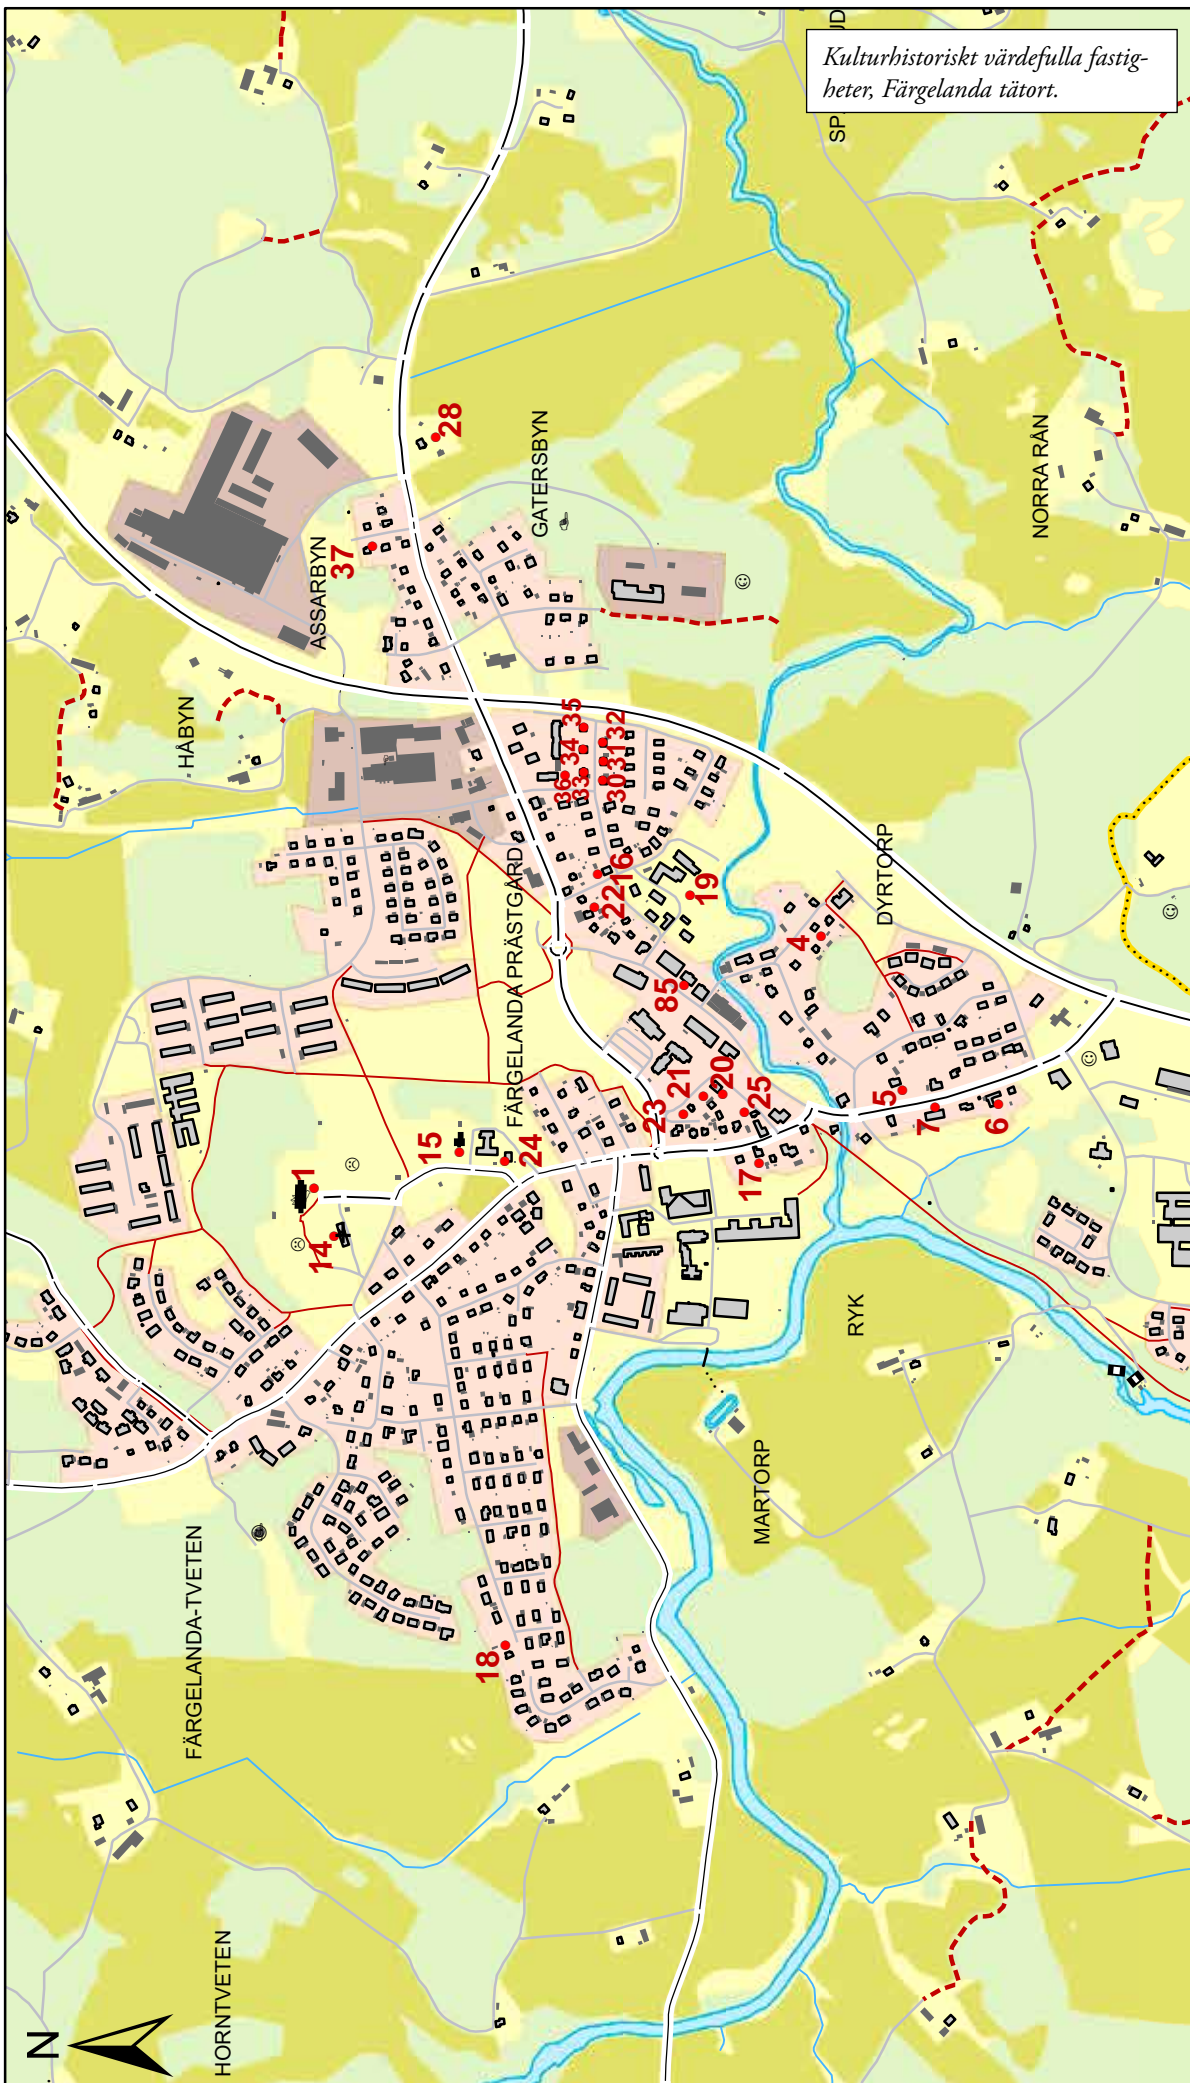 Kulturhistoriskt värdefulla fastig-
heter, Färgelanda tätort.
SP
UD
NORRA RÅN
GATERSBYN
28
ASSARBYN
37
HÅBYN
35
34
36
33
32
31
30
16
22
19
FÄRGELANDA PRÄSTGÅRD
DYRTORP
4
85
20
21
23
25
5
7
6
17
24
15
1
14
RYK
MARTORP
18
FÄRGELANDA-TVETEN
HORNTVETEN
N